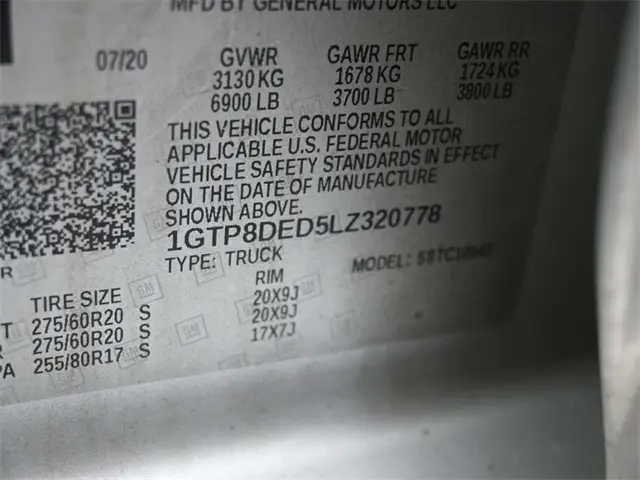 MFD BY GENERAL MOTORS LLC
07/20 GVWR GAWR FRT GAWR RR
3130 KG 1678 KG 1724 KG
6900 LB 3700 LB 3800 LB
THIS VEHICLE CONFORMS TO ALL
APPLICABLE U.S. FEDERAL MOTOR
VEHICLE SAFETY STANDARDS IN EFFECT
ON THE DATE OF MANUFACTURE
SHOWN ABOVE.
1GTP8DED5LZ320778
TYPE: TRUCK MODEL:
TIRE SIZE RIM
275/60R20 S 20X9J
275/60R20 S 20X9J
255/80R17 S 17X7J